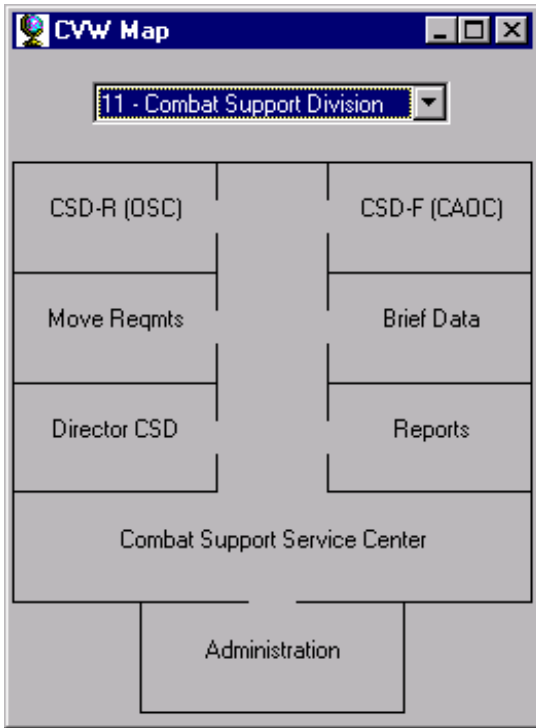 CVW Map
11 - Combat Support Division
CSD-R (OSC)
CSD-F (CAOC)
Move Reqmts
Brief Data
Director CSD
Reports
Combat Support Service Center
Administration